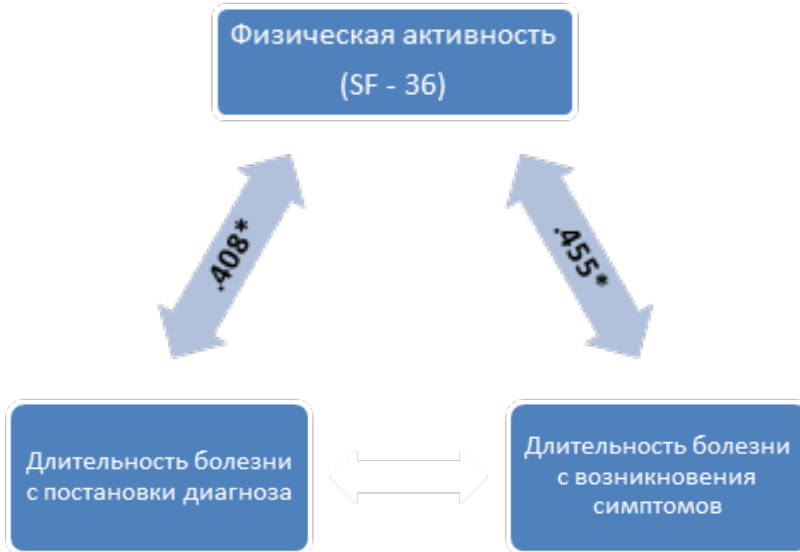 Физическая активность
(SF - 36)
.408*
.455*
Длительность болезни
с постановки диагноза
Длительность болезни
с возникновения
симптомов